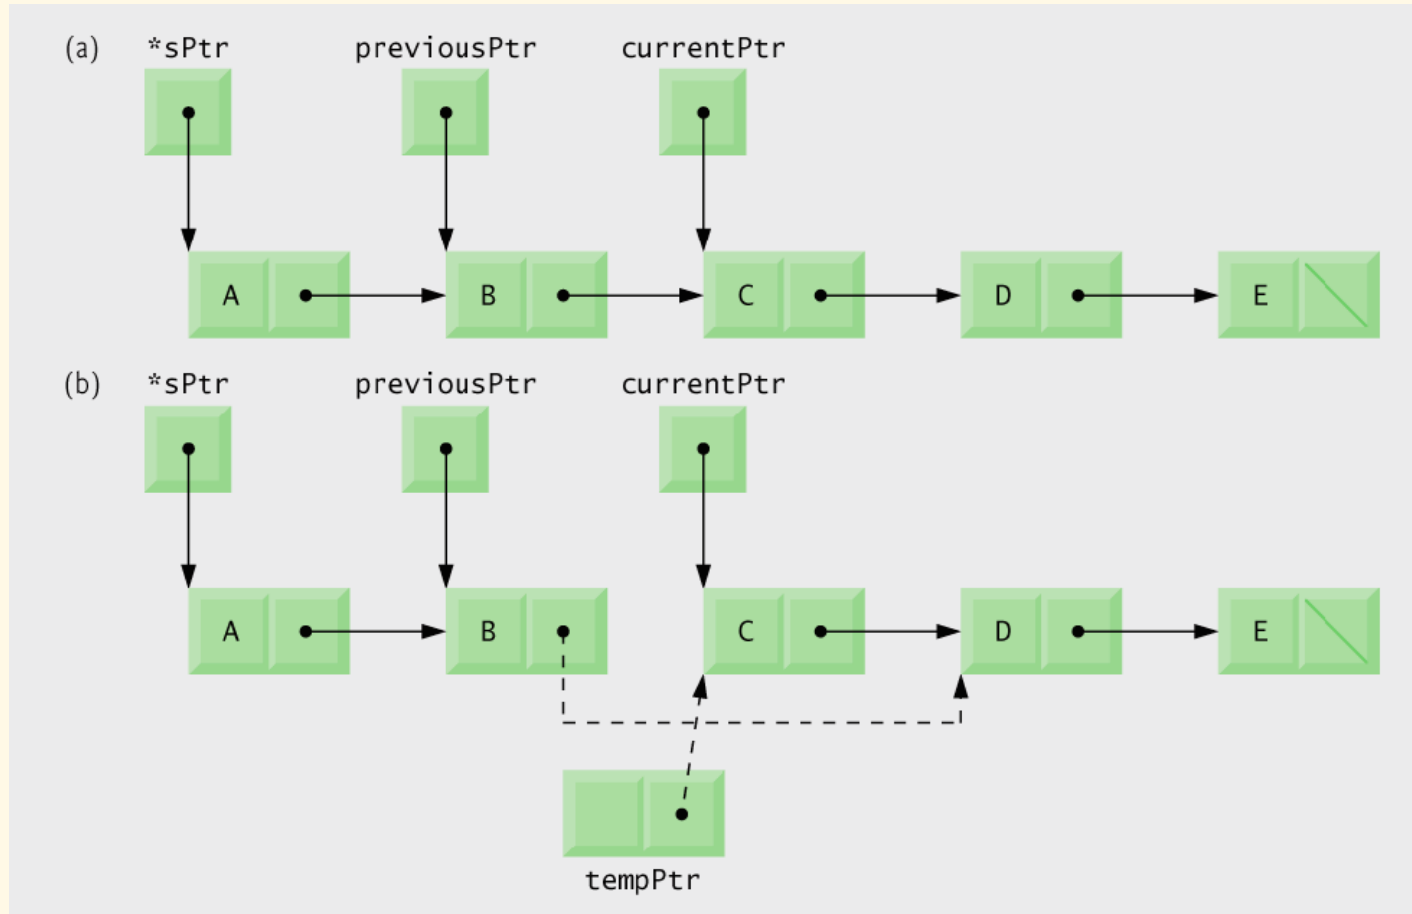 (a) *sPtr previousPtr currentPtr
A B C D E
(b) *sPtr previousPtr currentPtr
A B C D E
tempPtr